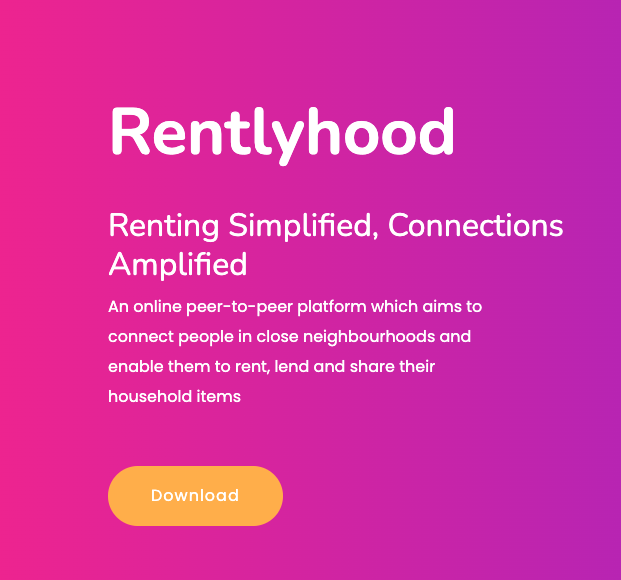 Rentlyhood
Renting Simplified, Connections
Amplified
An online peer-to-peer platform which aims to
connect people in close neighbourhoods and
enable them to rent, lend and share their
household items
Download